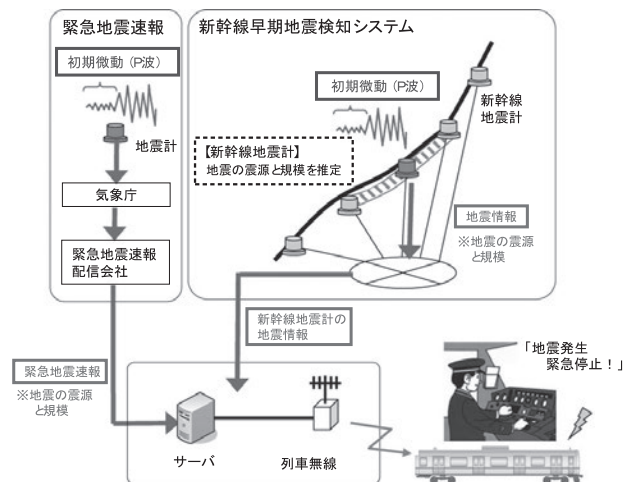 緊急地震速報
初期微動（P波）
地震計
気象庁
緊急地震速報
配信会社
新幹線早期地震検知システム
初期微動（P波）
新幹線
地震計
【新幹線地震計】
地震の震源と規模を推定
地震情報
※地震の震源
と規模
新幹線地震計の
地震情報
緊急地震速報
※地震の震源
と規模
サーバ
列車無線
「地震発生
緊急停止！」